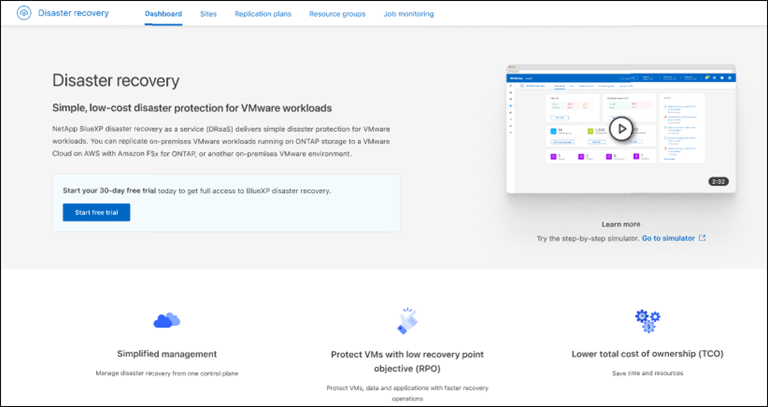 Disaster recovery
Dashboard
Sites
Replication plans
Resource groups
Job monitoring
Disaster recovery
Simple, low-cost disaster protection for VMware workloads
NetApp BlueXP disaster recovery as a service (DRaaS) delivers simple disaster protection for VMware
workloads. You can replicate on-premises VMware workloads running on ONTAP storage to a VMware
Cloud on AWS with Amazon FSx for ONTAP, or another on-premises VMware environment.
Start your 30-day free trial today to get full access to BlueXP disaster recovery.
Start free trial
2:32
Learn more
Try the step-by-step simulator. Go to simulator
Simplified management
Manage disaster recovery from one control plane
Protect VMs with low recovery point
objective (RPO)
Protect VMs, data and applications with faster recovery
operations
Lower total cost of ownership (TCO)
Save time and resources